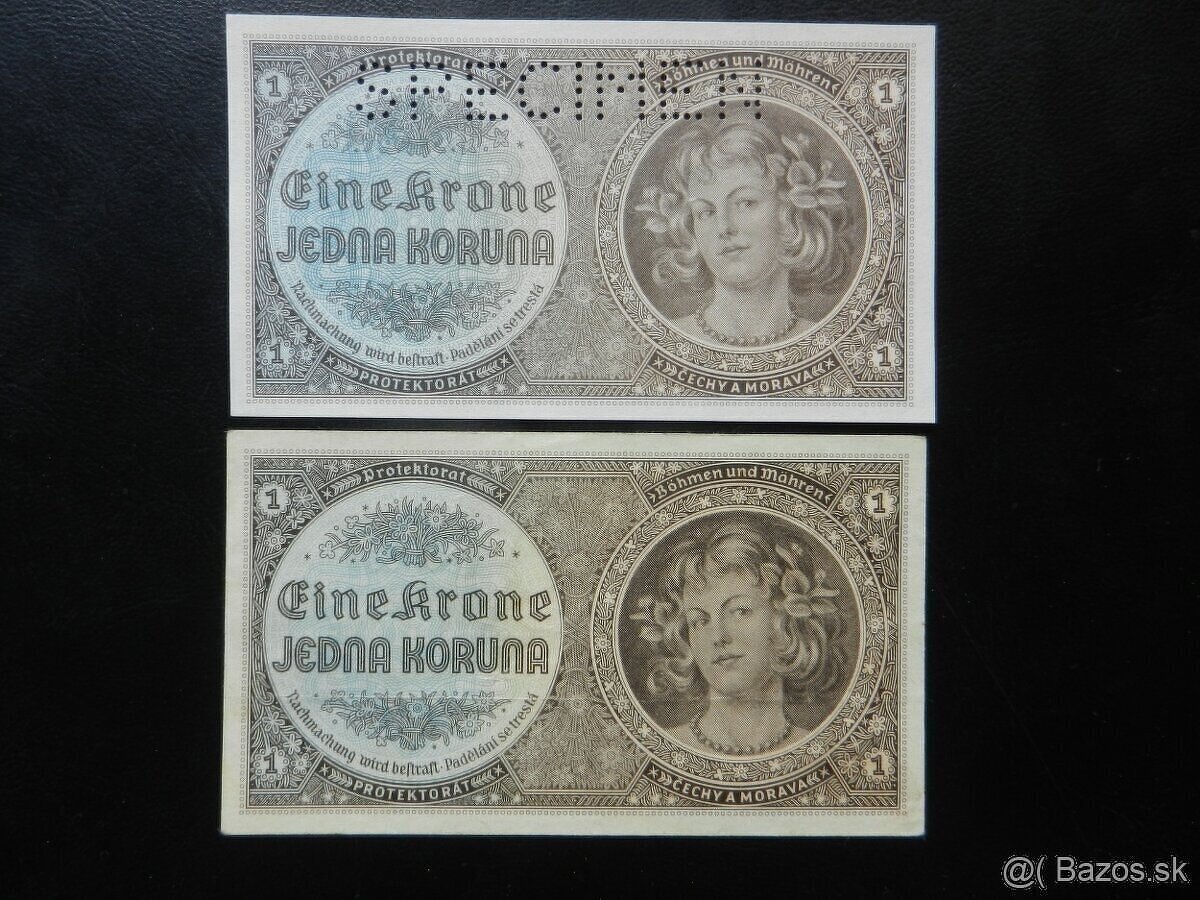 SPECIMEN
Protektorat
Böhmen und Mähren
1
1
Eine Krone
JEDNA KORUNA
Nachmachung wird bestraft · Padělání se trestá
1
1
PROTEKTORÁT
ČECHY A MORAVA
Protektorat
Böhmen und Mähren
1
1
Eine Krone
JEDNA KORUNA
Nachmachung wird bestraft · Padělání se trestá
1
1
PROTEKTORÁT
ČECHY A MORAVA
@( Bazos.sk